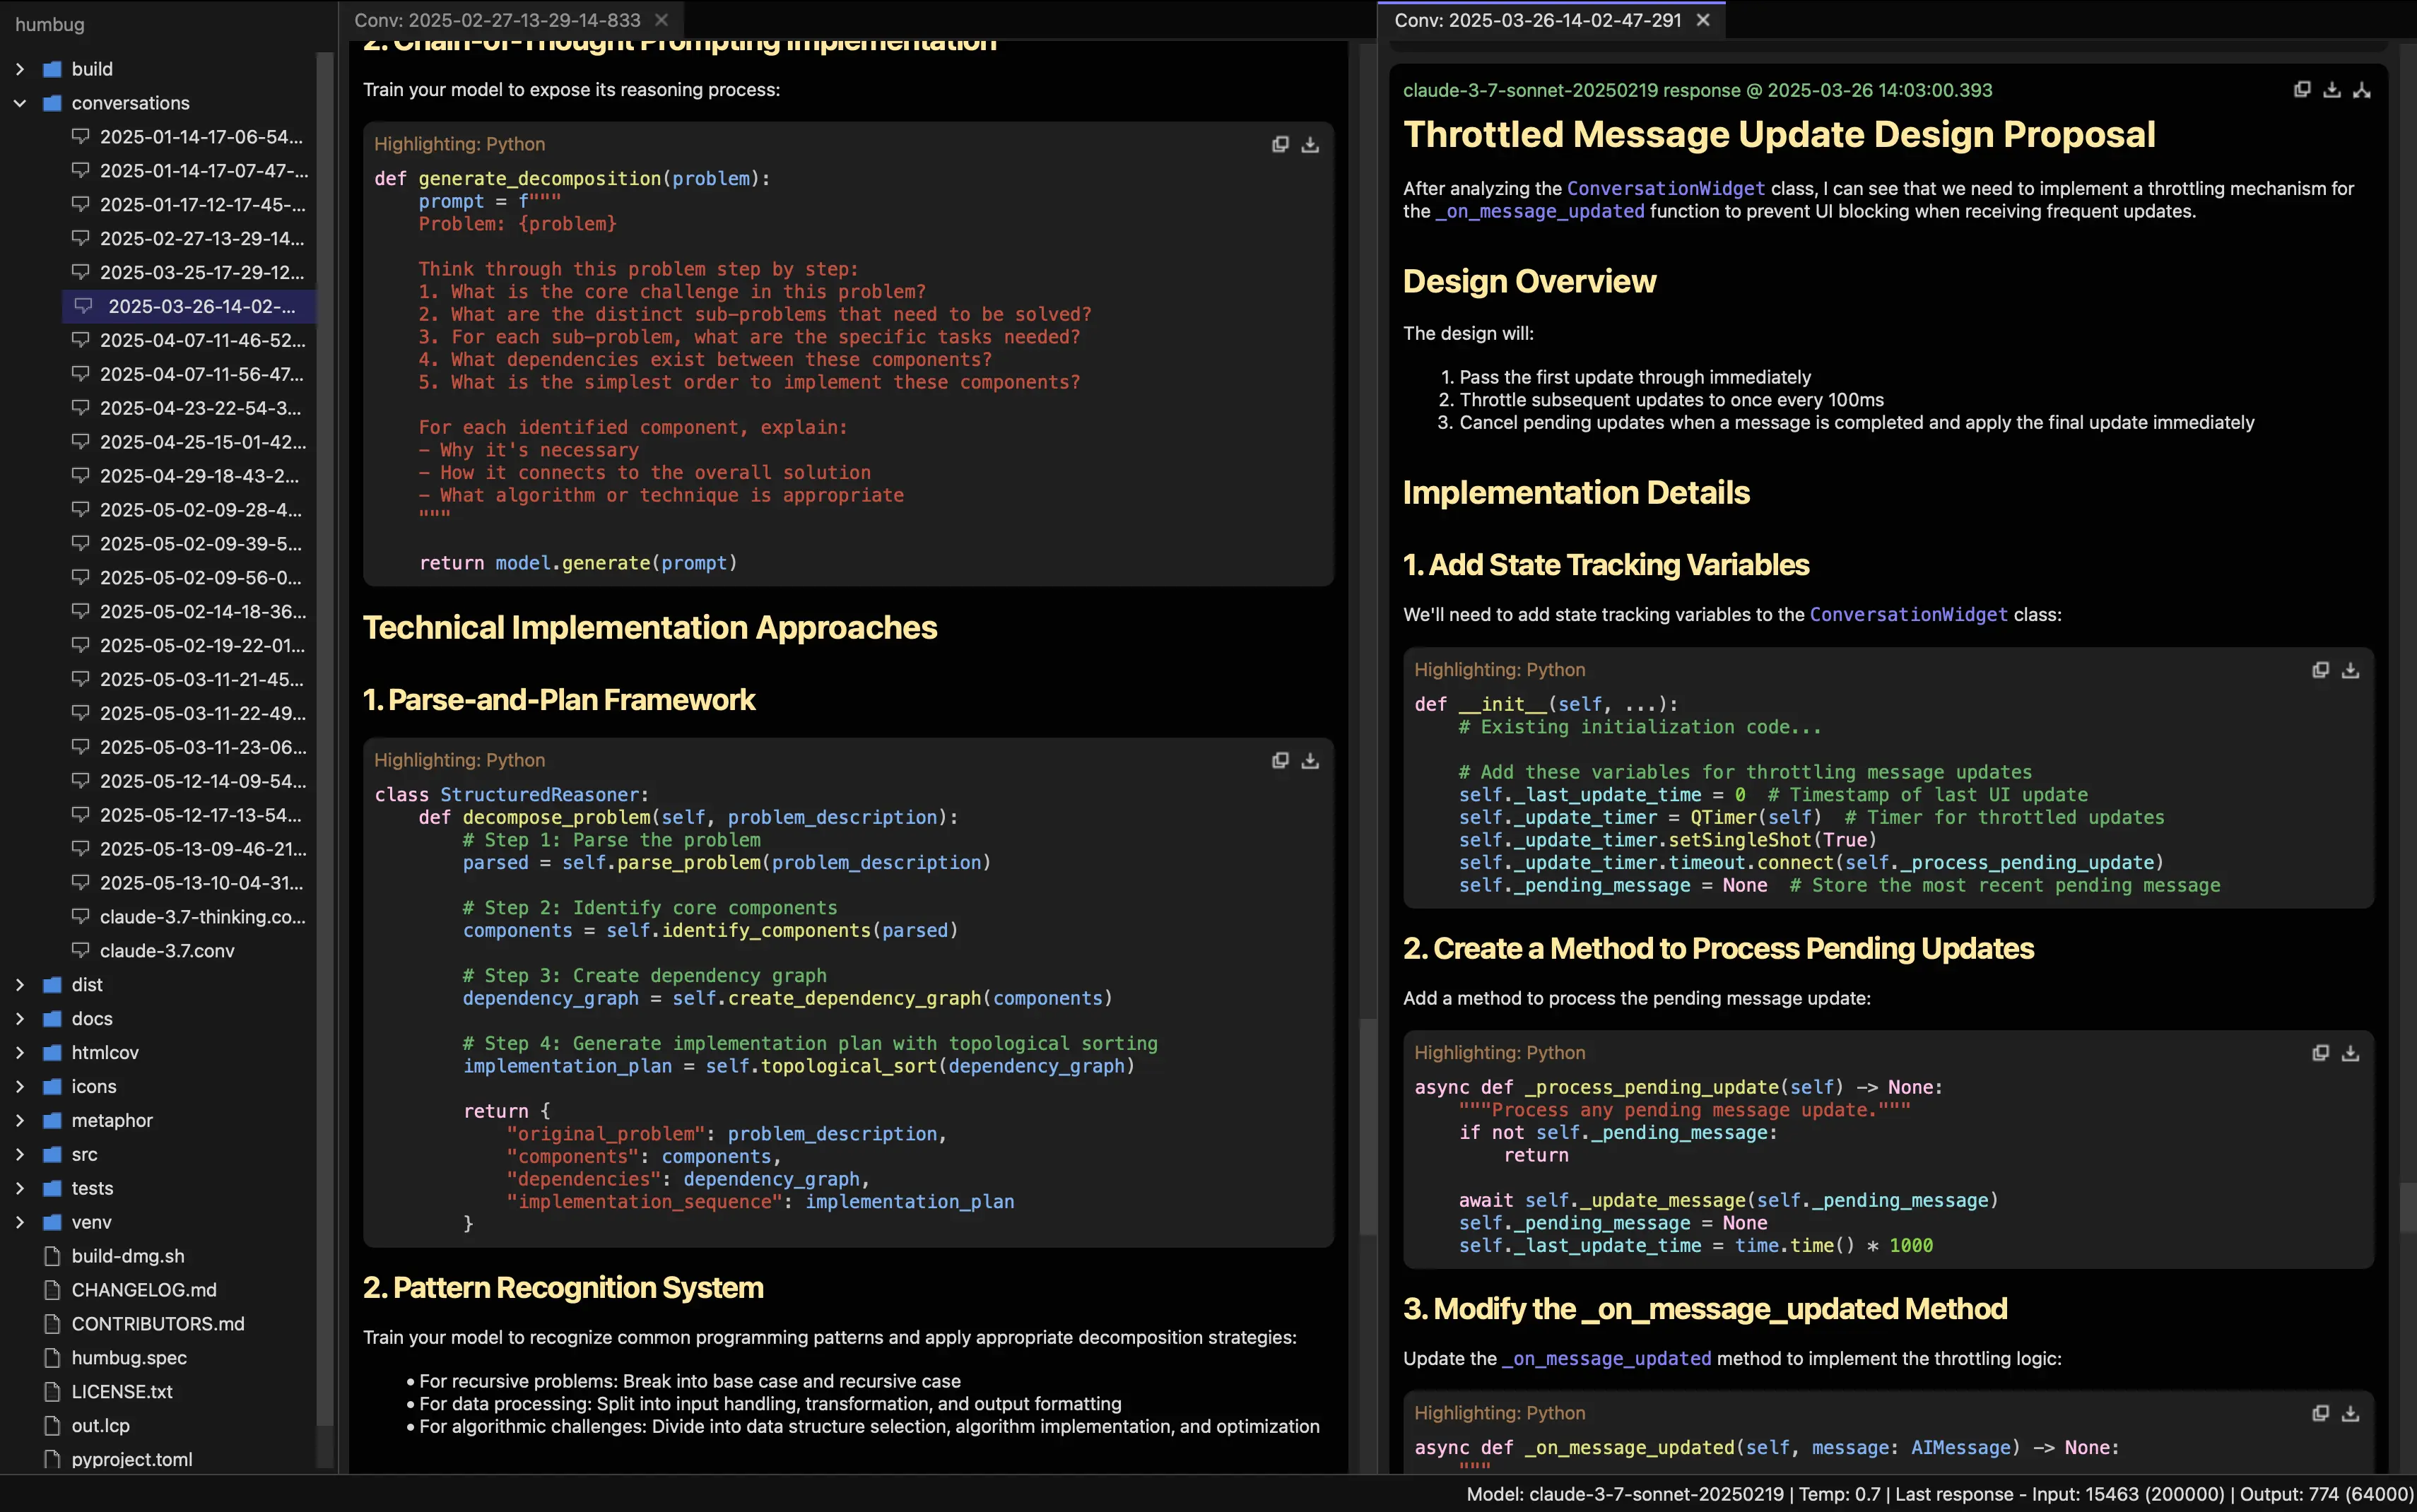 humbug
build
conversations
2025-01-14-17-06-54...
2025-01-14-17-07-47-...
2025-01-17-12-17-45-...
2025-02-27-13-29-14...
2025-03-25-17-29-12...
2025-03-26-14-02-...
2025-04-07-11-46-52...
2025-04-07-11-56-47...
2025-04-23-22-54-3...
2025-04-25-15-01-42...
2025-04-29-18-43-2...
2025-05-02-09-28-4...
2025-05-02-09-39-5...
2025-05-02-09-56-0...
2025-05-02-14-18-36...
2025-05-02-19-22-01...
2025-05-03-11-21-45...
2025-05-03-11-22-49...
2025-05-03-11-23-06...
2025-05-12-14-09-54...
2025-05-12-17-13-54...
2025-05-13-09-46-21...
2025-05-13-10-04-31...
claude-3.7-thinking.co...
claude-3.7.conv
dist
docs
htmlcov
icons
metaphor
src
tests
venv
build-dmg.sh
CHANGELOG.md
CONTRIBUTORS.md
humbug.spec
LICENSE.txt
out.lcp
pyproject.toml
Conv: 2025-02-27-13-29-14-833
2. Chain-of-Thought Prompting Implementation
Train your model to expose its reasoning process:
Highlighting: Python
def generate_decomposition(problem):
    prompt = f"""
    Problem: {problem}

    Think through this problem step by step:
    1. What is the core challenge in this problem?
    2. What are the distinct sub-problems that need to be solved?
    3. For each sub-problem, what are the specific tasks needed?
    4. What dependencies exist between these components?
    5. What is the simplest order to implement these components?

    For each identified component, explain:
    - Why it's necessary
    - How it connects to the overall solution
    - What algorithm or technique is appropriate
    """

    return model.generate(prompt)
Technical Implementation Approaches
1. Parse-and-Plan Framework
Highlighting: Python
class StructuredReasoner:
    def decompose_problem(self, problem_description):
        # Step 1: Parse the problem
        parsed = self.parse_problem(problem_description)

        # Step 2: Identify core components
        components = self.identify_components(parsed)

        # Step 3: Create dependency graph
        dependency_graph = self.create_dependency_graph(components)

        # Step 4: Generate implementation plan with topological sorting
        implementation_plan = self.topological_sort(dependency_graph)

        return {
            "original_problem": problem_description,
            "components": components,
            "dependencies": dependency_graph,
            "implementation_sequence": implementation_plan
        }
2. Pattern Recognition System
Train your model to recognize common programming patterns and apply appropriate decomposition strategies:
• For recursive problems: Break into base case and recursive case
• For data processing: Split into input handling, transformation, and output formatting
• For algorithmic challenges: Divide into data structure selection, algorithm implementation, and optimization
Conv: 2025-03-26-14-02-47-291
claude-3-7-sonnet-20250219 response @ 2025-03-26 14:03:00.393
Throttled Message Update Design Proposal
After analyzing the ConversationWidget class, I can see that we need to implement a throttling mechanism for
the _on_message_updated function to prevent UI blocking when receiving frequent updates.
Design Overview
The design will:
1. Pass the first update through immediately
2. Throttle subsequent updates to once every 100ms
3. Cancel pending updates when a message is completed and apply the final update immediately
Implementation Details
1. Add State Tracking Variables
We'll need to add state tracking variables to the ConversationWidget class:
Highlighting: Python
def __init__(self, ...):
    # Existing initialization code...

    # Add these variables for throttling message updates
    self._last_update_time = 0  # Timestamp of last UI update
    self._update_timer = QTimer(self)  # Timer for throttled updates
    self._update_timer.setSingleShot(True)
    self._update_timer.timeout.connect(self._process_pending_update)
    self._pending_message = None  # Store the most recent pending message
2. Create a Method to Process Pending Updates
Add a method to process the pending message update:
Highlighting: Python
async def _process_pending_update(self) -> None:
    """Process any pending message update."""
    if not self._pending_message:
        return

    await self._update_message(self._pending_message)
    self._pending_message = None
    self._last_update_time = time.time() * 1000
3. Modify the _on_message_updated Method
Update the _on_message_updated method to implement the throttling logic:
Highlighting: Python
async def _on_message_updated(self, message: AIMessage) -> None:
    """
Model: claude-3-7-sonnet-20250219 | Temp: 0.7 | Last response - Input: 15463 (200000) | Output: 774 (64000)